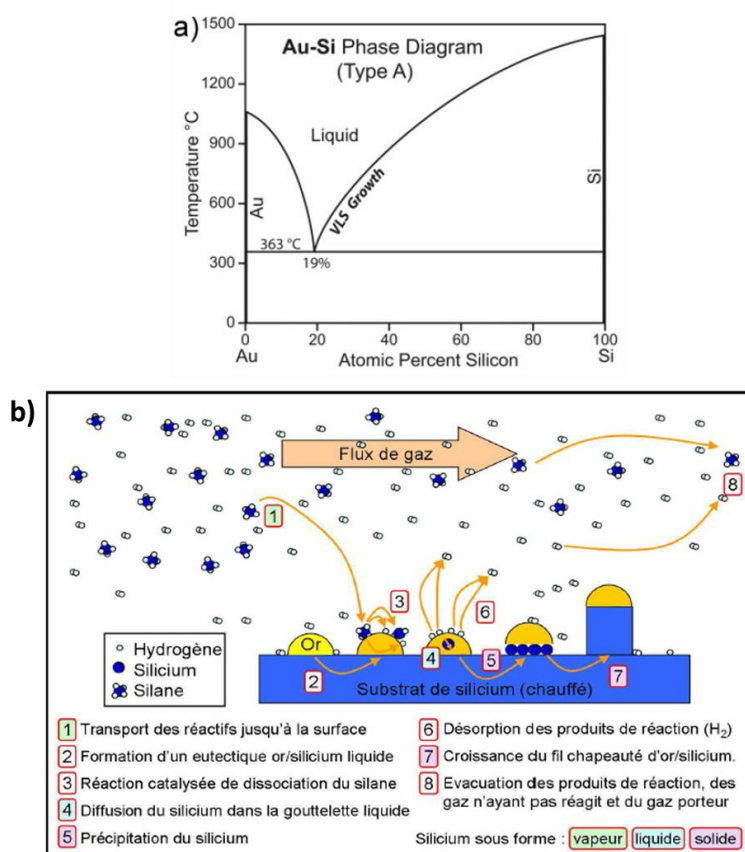 a)
Au-Si Phase Diagram
(Type A)
1500
1200
900
600
300
0
Temperature °C
Liquid
VLS Growth
Au
Si
363 °C
19%
0
20
40
60
80
100
Au
Atomic Percent Silicon
Si
b)
Flux de gaz
1
8
3
6
Hydrogène
Silicium
Silane
Or
2
4
5
7
Substrat de silicium (chauffé)
1 Transport des réactifs jusqu'à la surface
2 Formation d'un eutectique or/silicium liquide
3 Réaction catalysée de dissociation du silane
4 Diffusion du silicium dans la gouttelette liquide
5 Précipitation du silicium
6 Désorption des produits de réaction (H2)
7 Croissance du fil chapeauté d'or/silicium.
8 Evacuation des produits de réaction, des
gaz n'ayant pas réagit et du gaz porteur
Silicium sous forme : vapeur liquide solide